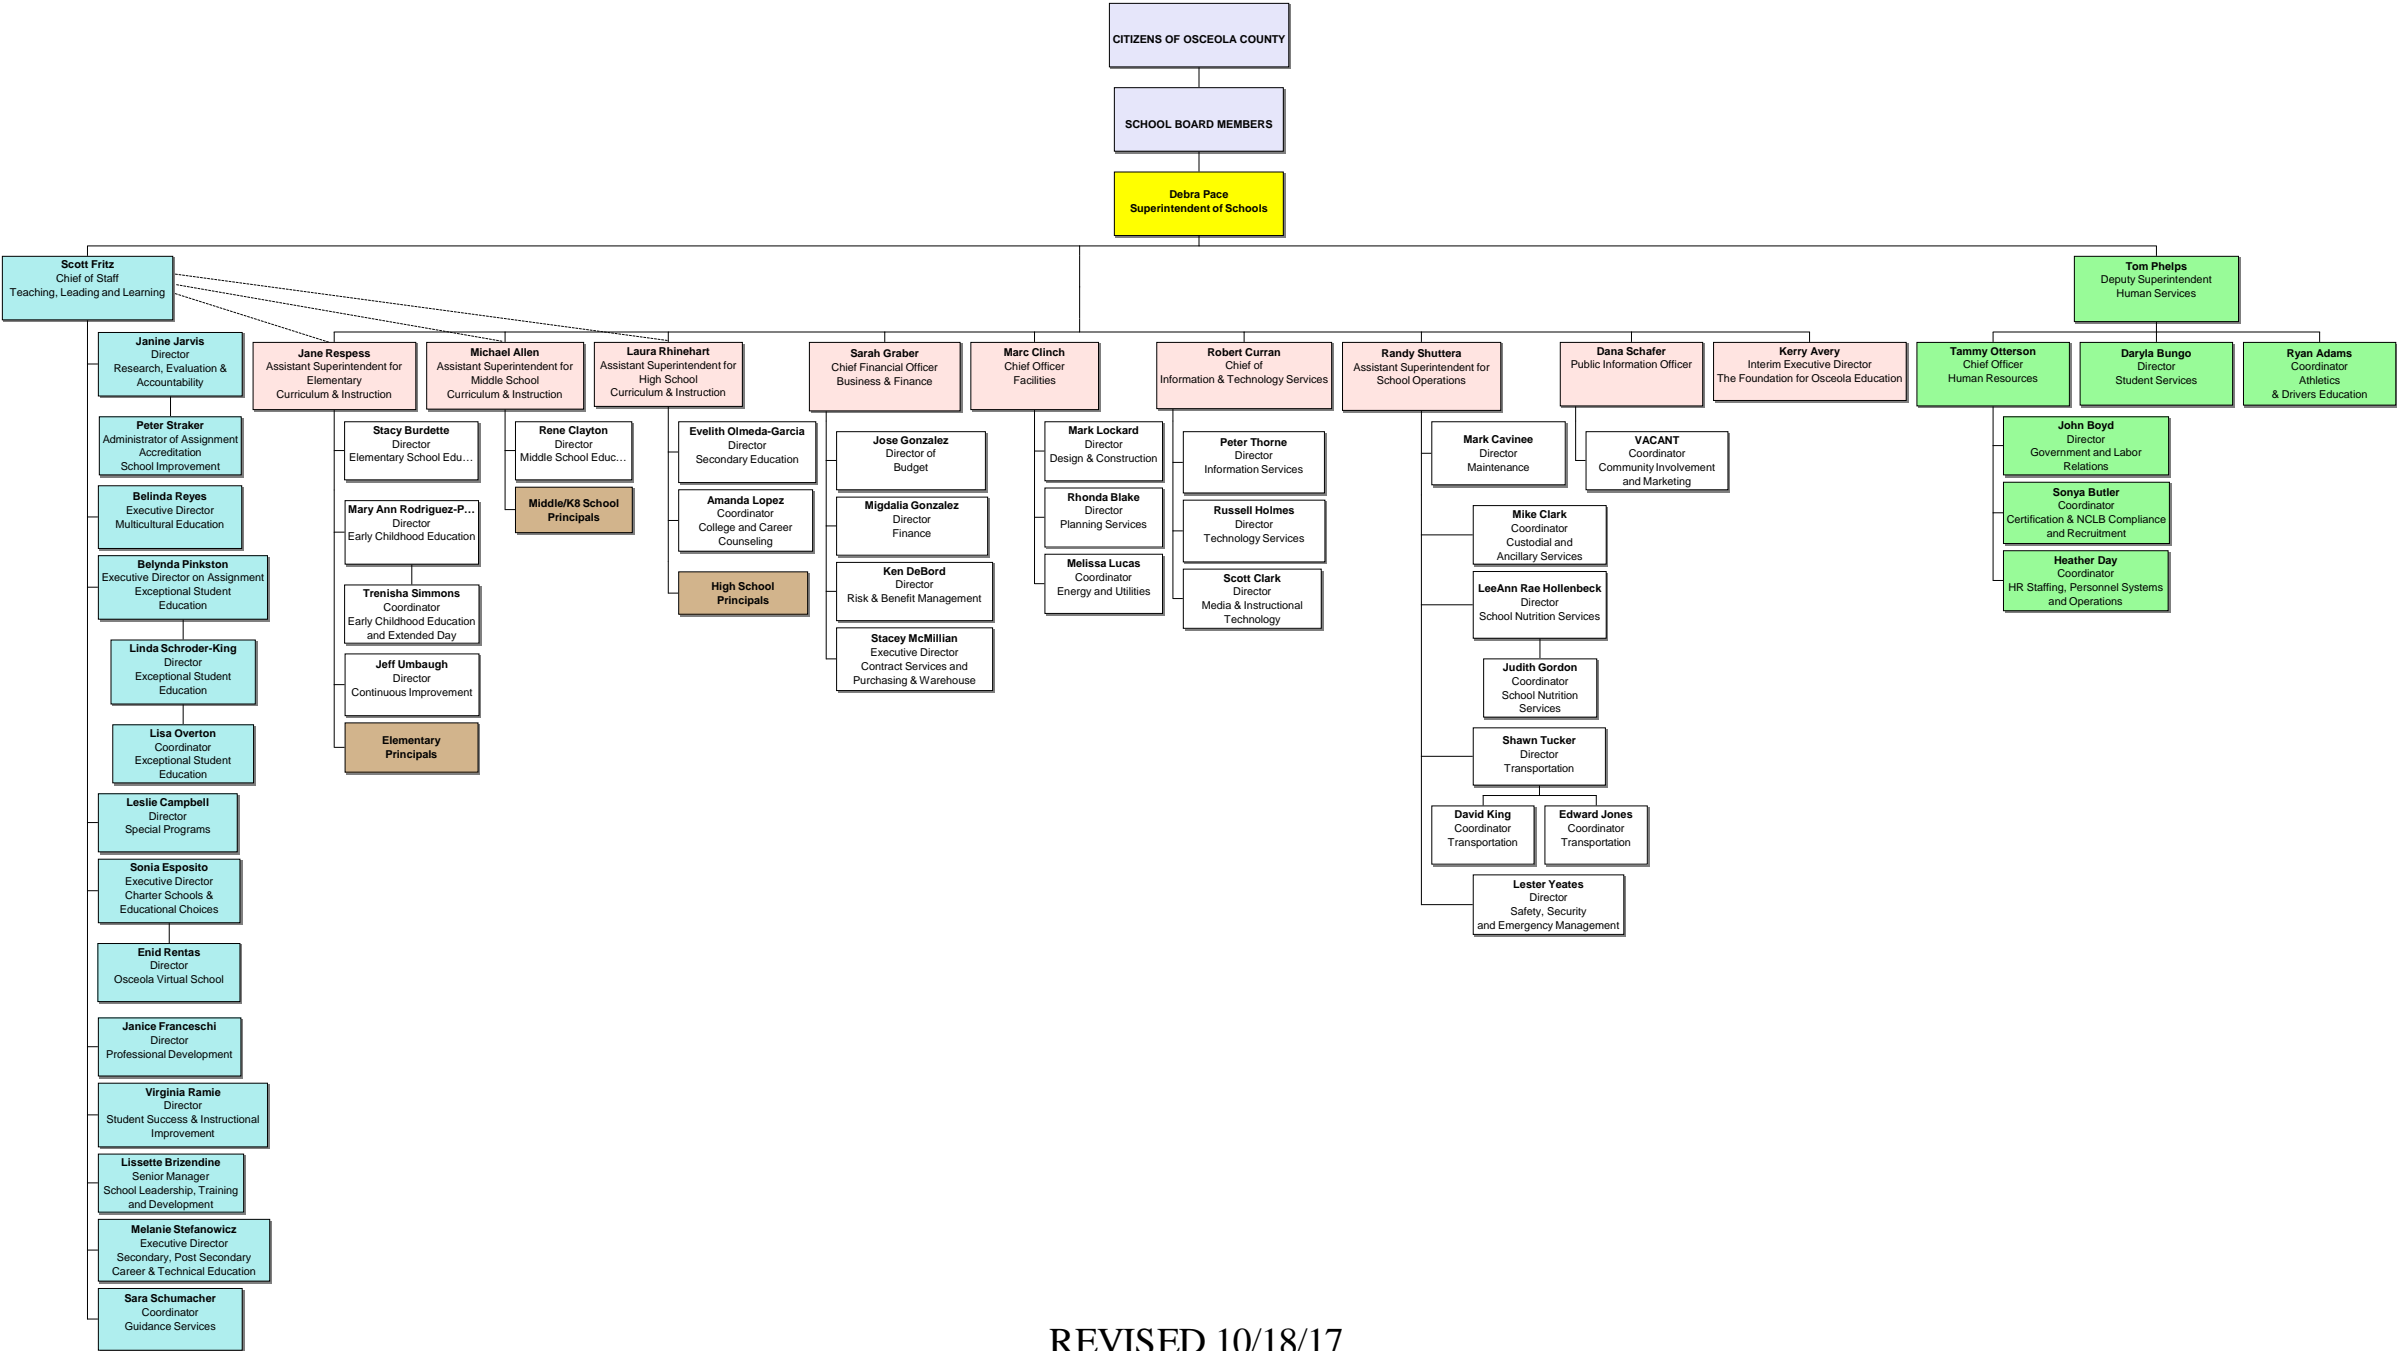 CITIZENS OF OSCEOLA COUNTY
SCHOOL BOARD MEMBERS
Debra Pace
Superintendent of Schools
Scott Fritz
Chief of Staff
Teaching, Leading and Learning
Janine Jarvis
Director
Research, Evaluation &
Accountability
Peter Straker
Administrator of Assignment
Accreditation
School Improvement
Belinda Reyes
Executive Director
Multicultural Education
Belynda Pinkston
Executive Director on Assignment
Exceptional Student
Education
Linda Schroder-King
Director
Exceptional Student
Education
Lisa Overton
Coordinator
Exceptional Student
Education
Leslie Campbell
Director
Special Programs
Sonia Esposito
Executive Director
Charter Schools &
Educational Choices
Enid Rentas
Director
Osceola Virtual School
Janice Franceschi
Director
Professional Development
Virginia Ramie
Director
Student Success & Instructional
Improvement
Lissette Brizendine
Senior Manager
School Leadership, Training
and Development
Melanie Stefanowicz
Executive Director
Secondary, Post Secondary
Career & Technical Education
Sara Schumacher
Coordinator
Guidance Services
Jane Respess
Assistant Superintendent for
Elementary
Curriculum & Instruction
Stacy Burdette
Director
Elementary School Edu...
Mary Ann Rodriguez-P...
Director
Early Childhood Education
Trenisha Simmons
Coordinator
Early Childhood Education
and Extended Day
Jeff Umbaugh
Director
Continuous Improvement
Elementary
Principals
Michael Allen
Assistant Superintendent for
Middle School
Curriculum & Instruction
Rene Clayton
Director
Middle School Educ...
Middle/K8 School
Principals
Laura Rhinehart
Assistant Superintendent for
High School
Curriculum & Instruction
Evelith Olmeda-Garcia
Director
Secondary Education
Amanda Lopez
Coordinator
College and Career
Counseling
High School
Principals
Sarah Graber
Chief Financial Officer
Business & Finance
Jose Gonzalez
Director of
Budget
Migdalia Gonzalez
Director
Finance
Ken DeBord
Director
Risk & Benefit Management
Stacey McMillian
Executive Director
Contract Services and
Purchasing & Warehouse
Marc Clinch
Chief Officer
Facilities
Mark Lockard
Director
Design & Construction
Rhonda Blake
Director
Planning Services
Melissa Lucas
Coordinator
Energy and Utilities
Robert Curran
Chief of
Information & Technology Services
Peter Thorne
Director
Information Services
Russell Holmes
Director
Technology Services
Scott Clark
Director
Media & Instructional
Technology
Randy Shuttera
Assistant Superintendent for
School Operations
Mark Cavinee
Director
Maintenance
Mike Clark
Coordinator
Custodial and
Ancillary Services
LeeAnn Rae Hollenbeck
Director
School Nutrition Services
Judith Gordon
Coordinator
School Nutrition
Services
Shawn Tucker
Director
Transportation
David King
Coordinator
Transportation
Edward Jones
Coordinator
Transportation
Lester Yeates
Director
Safety, Security
and Emergency Management
Dana Schafer
Public Information Officer
VACANT
Coordinator
Community Involvement
and Marketing
Kerry Avery
Interim Executive Director
The Foundation for Osceola Education
Tom Phelps
Deputy Superintendent
Human Services
Tammy Otterson
Chief Officer
Human Resources
John Boyd
Director
Government and Labor
Relations
Sonya Butler
Coordinator
Certification & NCLB Compliance
and Recruitment
Heather Day
Coordinator
HR Staffing, Personnel Systems
and Operations
Daryla Bungo
Director
Student Services
Ryan Adams
Coordinator
Athletics
& Drivers Education
REVISED 10/18/17